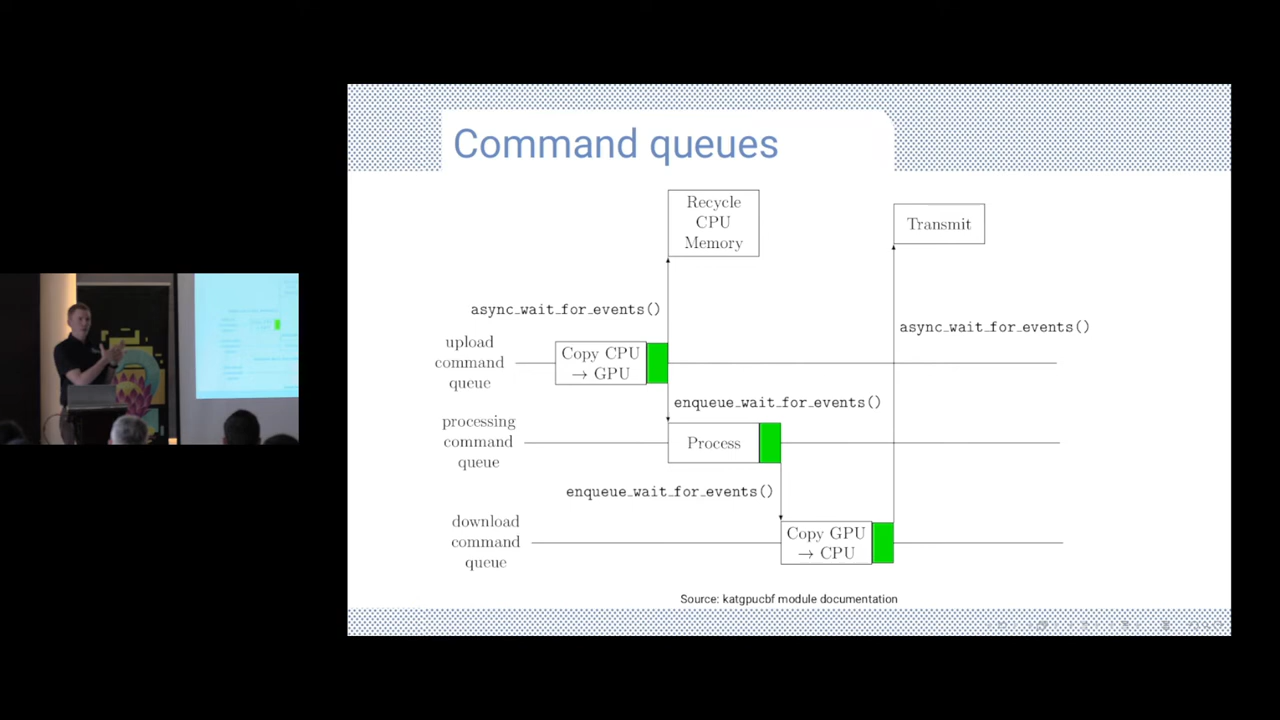 Command queues
Recycle
CPU
Memory
Transmit
async_wait_for_events()
async_wait_for_events()
upload
command
queue
Copy CPU
→ GPU
enqueue_wait_for_events()
processing
command
queue
Process
enqueue_wait_for_events()
download
command
queue
Copy GPU
→ CPU
Source: katgpucbf module documentation